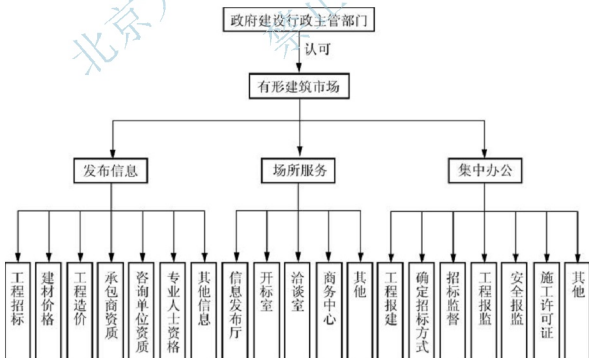 政府建设行政主管部门
认可
有形建筑市场
发布信息
场所服务
集中办公
工程招标
建材价格
工程造价
承包商资质
咨询单位资质
专业人士资格
其他信息
信息发布厅
开标室
洽谈室
商务中心
其他
工程报建
确定招标方式
招标监督
工程报监
安全报监
施工许可证
其他
北京